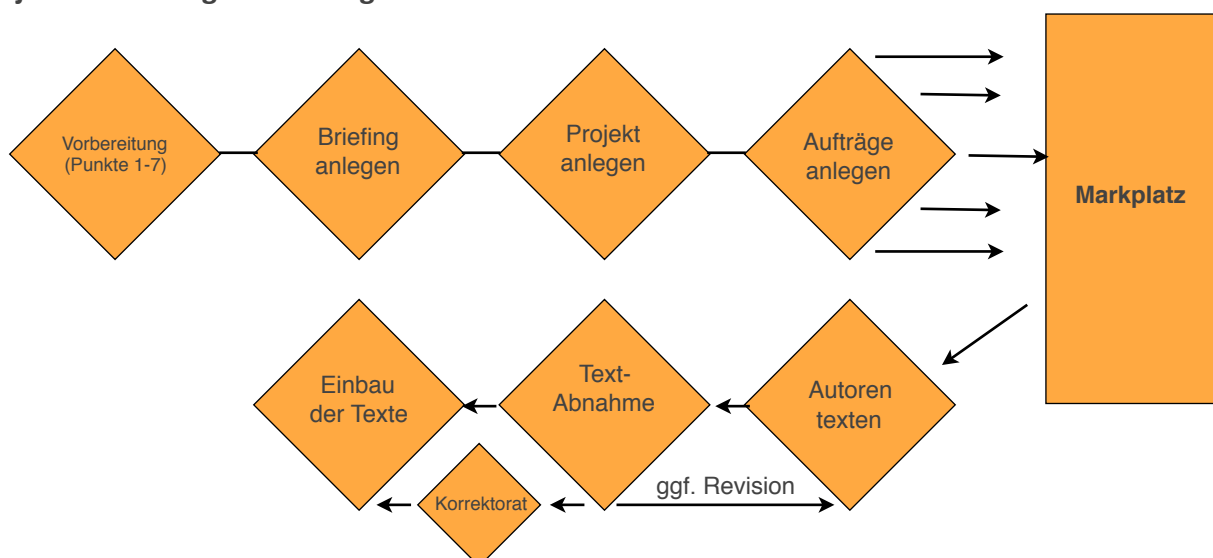 Vorbereitung
(Punkte 1-7)
Briefing
anlegen
Projekt
anlegen
Aufträge
anlegen
Markplatz
Einbau
der Texte
Text-
Abnahme
Autoren
texten
ggf. Revision
Korrektorat